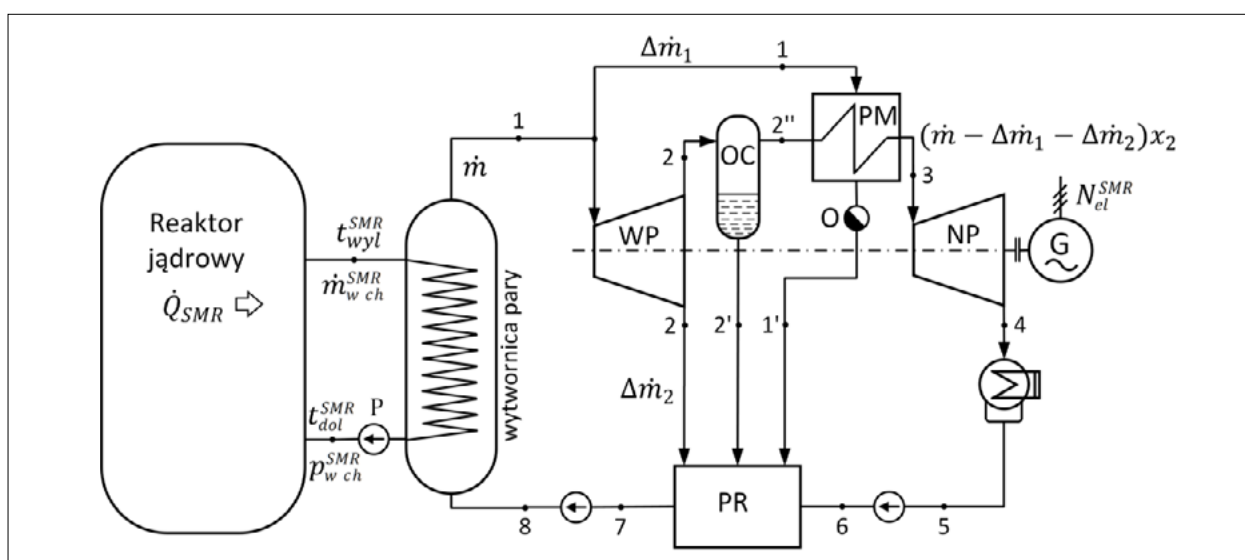 Δṁ₁
1
1
2''
PM
(ṁ − Δṁ₁ − Δṁ₂)x₂
2
OC
ṁ
3
Reaktor
jądrowy
Q̇_SMR
t_wyl^SMR
ṁ_w ch^SMR
WP
O
NP
N_el^SMR
G
wytwornica pary
2
2'
1'
4
Δṁ₂
t_dol^SMR
P
p_w ch^SMR
PR
8
7
6
5